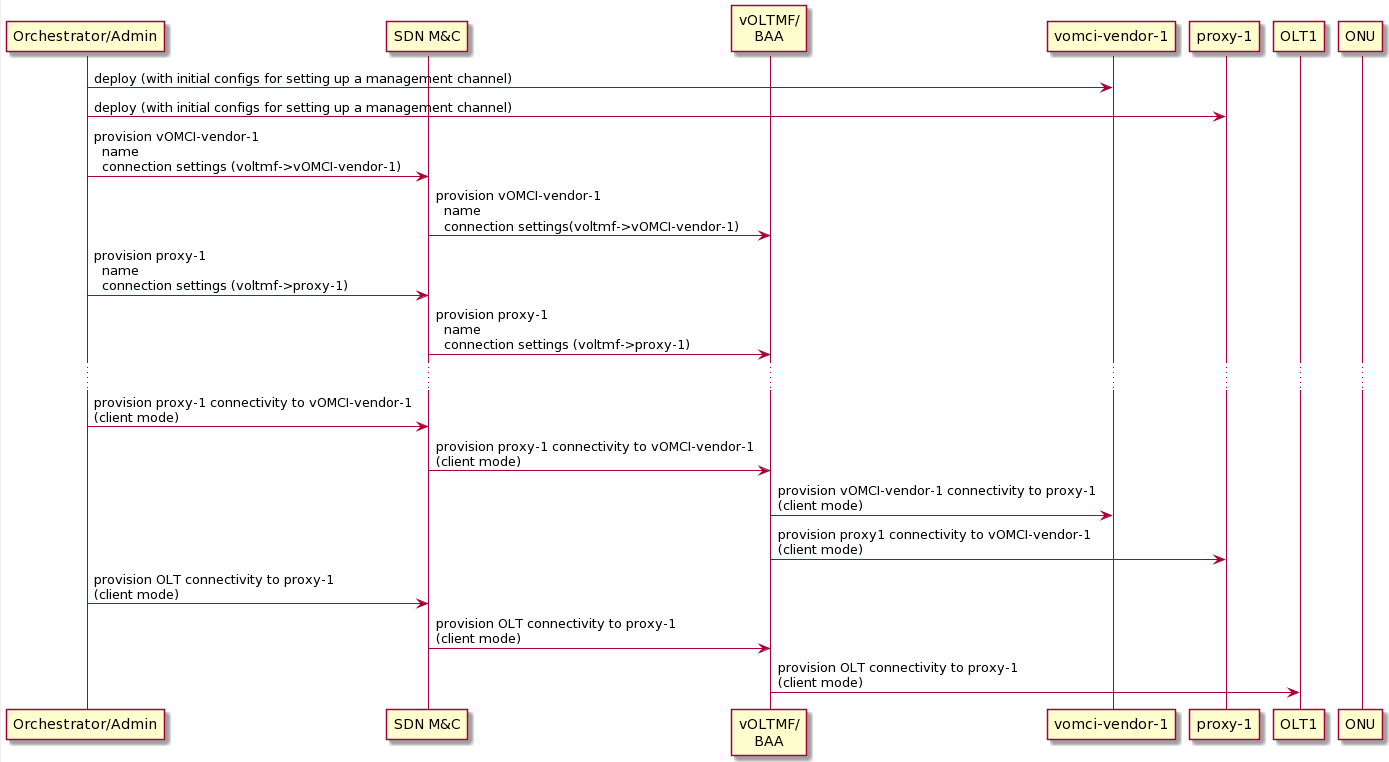 Orchestrator/Admin
SDN M&C
vOLTMF/
BAA
vomci-vendor-1
proxy-1
OLT1
ONU
deploy (with initial configs for setting up a management channel)
deploy (with initial configs for setting up a management channel)
provision vOMCI-vendor-1
name
connection settings (voltmf->vOMCI-vendor-1)
provision vOMCI-vendor-1
name
connection settings(voltmf->vOMCI-vendor-1)
provision proxy-1
name
connection settings (voltmf->proxy-1)
provision proxy-1
name
connection settings (voltmf->proxy-1)
provision proxy-1 connectivity to vOMCI-vendor-1
(client mode)
provision proxy-1 connectivity to vOMCI-vendor-1
(client mode)
provision vOMCI-vendor-1 connectivity to proxy-1
(client mode)
provision proxy1 connectivity to vOMCI-vendor-1
(client mode)
provision OLT connectivity to proxy-1
(client mode)
provision OLT connectivity to proxy-1
(client mode)
provision OLT connectivity to proxy-1
(client mode)
Orchestrator/Admin
SDN M&C
vOLTMF/
BAA
vomci-vendor-1
proxy-1
OLT1
ONU